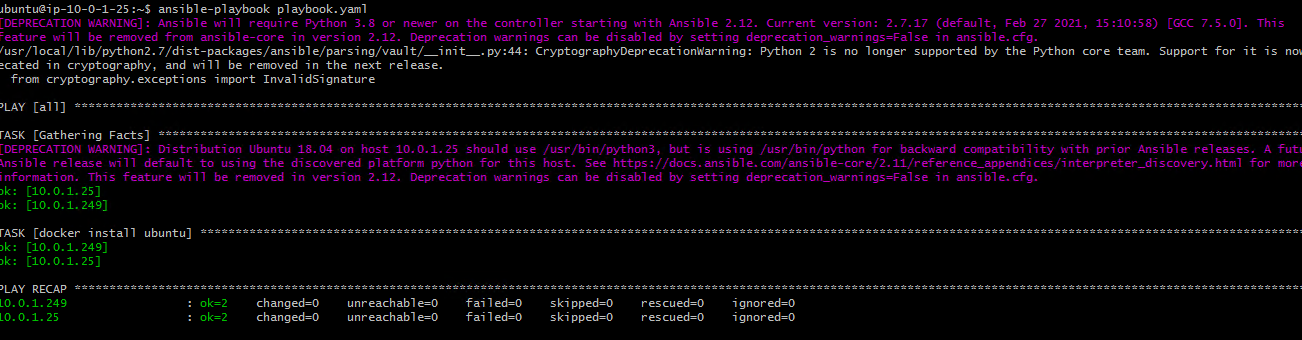 ubuntu@ip-10-0-1-25:~$ ansible-playbook playbook.yaml
[DEPRECATION WARNING]: Ansible will require Python 3.8 or newer on the controller starting with Ansible 2.12. Current version: 2.7.17 (default, Feb 27 2021, 15:10:58) [GCC 7.5.0]. This
feature will be removed from ansible-core in version 2.12. Deprecation warnings can be disabled by setting deprecation_warnings=False in ansible.cfg.
/usr/local/lib/python2.7/dist-packages/ansible/parsing/vault/__init__.py:44: CryptographyDeprecationWarning: Python 2 is no longer supported by the Python core team. Support for it is now
ecated in cryptography, and will be removed in the next release.
from cryptography.exceptions import InvalidSignature
PLAY [all] ****************************************************************************************************************************************************************
TASK [Gathering Facts] ****************************************************************************************************************************************************
[DEPRECATION WARNING]: Distribution Ubuntu 18.04 on host 10.0.1.25 should use /usr/bin/python3, but is using /usr/bin/python for backward compatibility with prior Ansible releases. A futu
Ansible release will default to using the discovered platform python for this host. See https://docs.ansible.com/ansible-core/2.11/reference_appendices/interpreter_discovery.html for more
information. This feature will be removed in version 2.12. Deprecation warnings can be disabled by setting deprecation_warnings=False in ansible.cfg.
ok: [10.0.1.25]
ok: [10.0.1.249]
TASK [docker install ubuntu] **********************************************************************************************************************************************
ok: [10.0.1.249]
ok: [10.0.1.25]
PLAY RECAP ****************************************************************************************************************************************************************
10.0.1.249 : ok=2 changed=0 unreachable=0 failed=0 skipped=0 rescued=0 ignored=0
10.0.1.25 : ok=2 changed=0 unreachable=0 failed=0 skipped=0 rescued=0 ignored=0